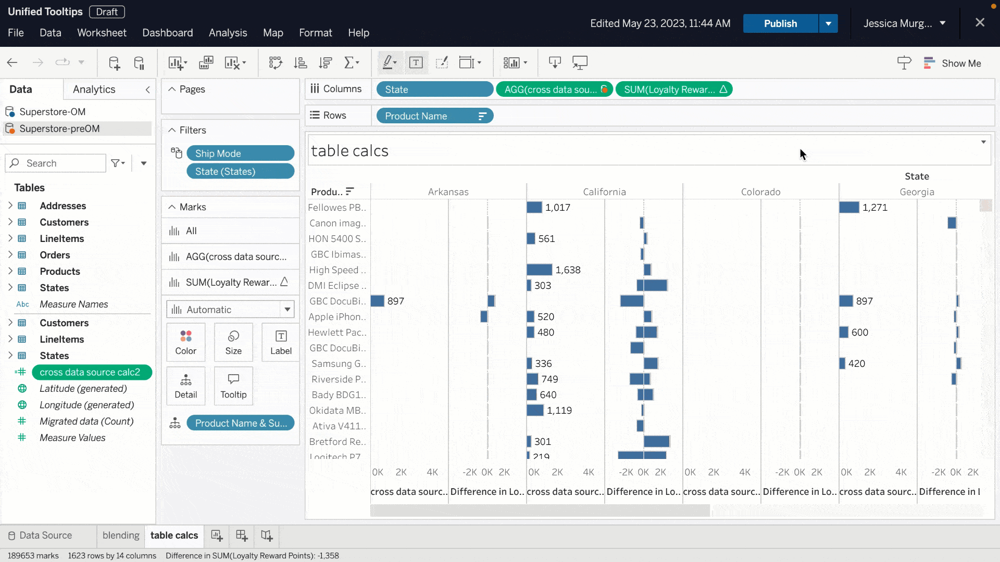 Unified Tooltips Draft
File Data Worksheet Dashboard Analysis Map Format Help
Edited May 23, 2023, 11:44 AM
Publish
Jessica Murg...
Show Me
Data Analytics
Superstore-OM
Superstore-preOM
Search
Tables
Addresses
Customers
LineItems
Orders
Products
States
Abc Measure Names
Customers
LineItems
States
cross data source calc2
Latitude (generated)
Longitude (generated)
Migrated data (Count)
Measure Values
Pages
Filters
Ship Mode
State (States)
Marks
All
AGG(cross data sourc...
SUM(Loyalty Rewar...
Automatic
Color Size Label
Detail Tooltip
Product Name & Su...
Columns State AGG(cross data sou... SUM(Loyalty Rewar...
Rows Product Name
table calcs
State
Produ.. Arkansas California Colorado Georgia
Fellowes PB.. 1,017 1,271
Canon imag..
HON 5400 S.. 561
GBC Ibimas..
High Speed .. 1,638
DMI Eclipse .. 303
GBC DocuBi.. 897 897
Apple iPhon.. 520
Hewlett Pac.. 480 600
GBC DocuBi..
Samsung G.. 336 420
Riverside P.. 749
Bady BDG1.. 640
Okidata MB.. 1,119
Ativa V411..
Bretford Re.. 301
Logitech P7 219
0K 2K 4K -2K 0K 2K 0K 2K 4K -2K 0K 2K 0K 2K 4K -2K 0K 2K 0K 2K 4K -2K 0K 2K
cross data sourc.. Difference in Lo.. cross data sourc.. Difference in Lo.. cross data sourc.. Difference in Lo.. cross data sourc.. Difference in l
Data Source blending table calcs
189653 marks 1623 rows by 14 columns Difference in SUM(Loyalty Reward Points): -1,358